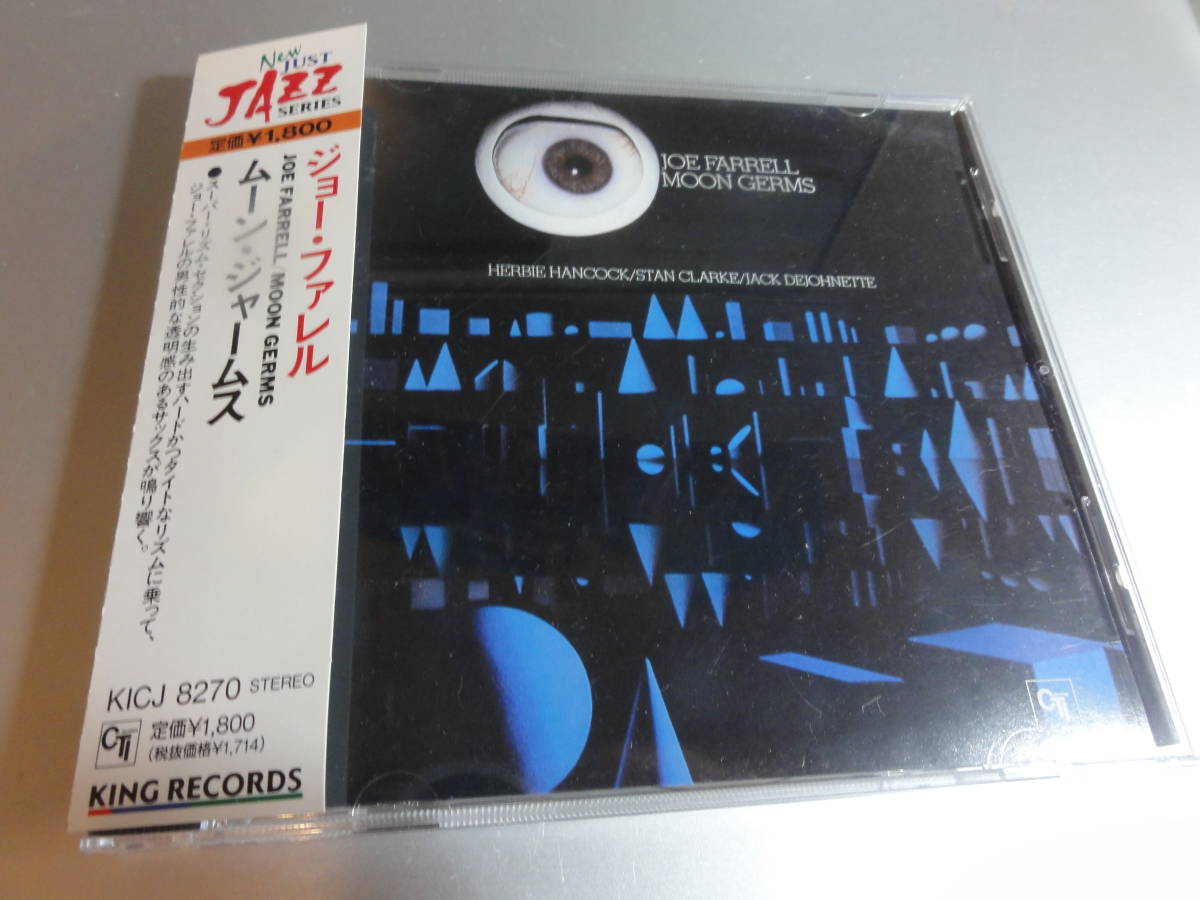 New JUST
JAZZ
SERIES
定価¥1,800
ジョー・ファレル
JOE FARRELL/MOON GERMS
ムーン・ジャームス
●スーパー・リズム・セクションの生み出すハードかつタイトなリズムに乗って、
ジョー・ファレルの男性的な透明感のあるサックスが鳴り響く。
KICJ 8270 STEREO
CTI
定価¥1,800
(税抜価格¥1,714)
KING RECORDS
JOE FARRELL
MOON GERMS
HERBIE HANCOCK/STAN CLARKE/JACK DEJOHNETTE
CTI